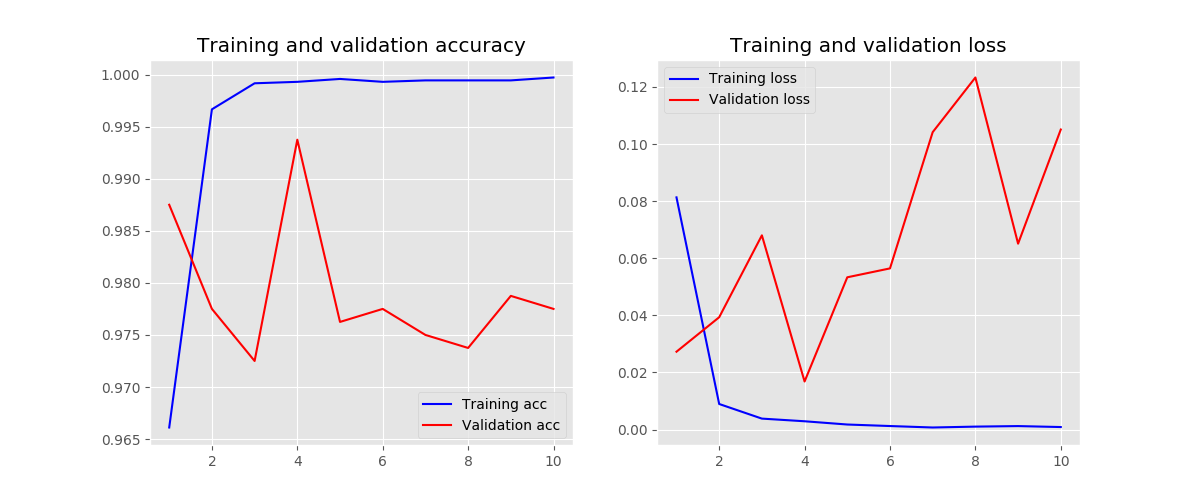 Training and validation accuracy
1.000
0.995
0.990
0.985
0.980
0.975
0.970
0.965
2 4 6 8 10
Training acc
Validation acc
Training and validation loss
Training loss
Validation loss
0.12
0.10
0.08
0.06
0.04
0.02
0.00
2 4 6 8 10